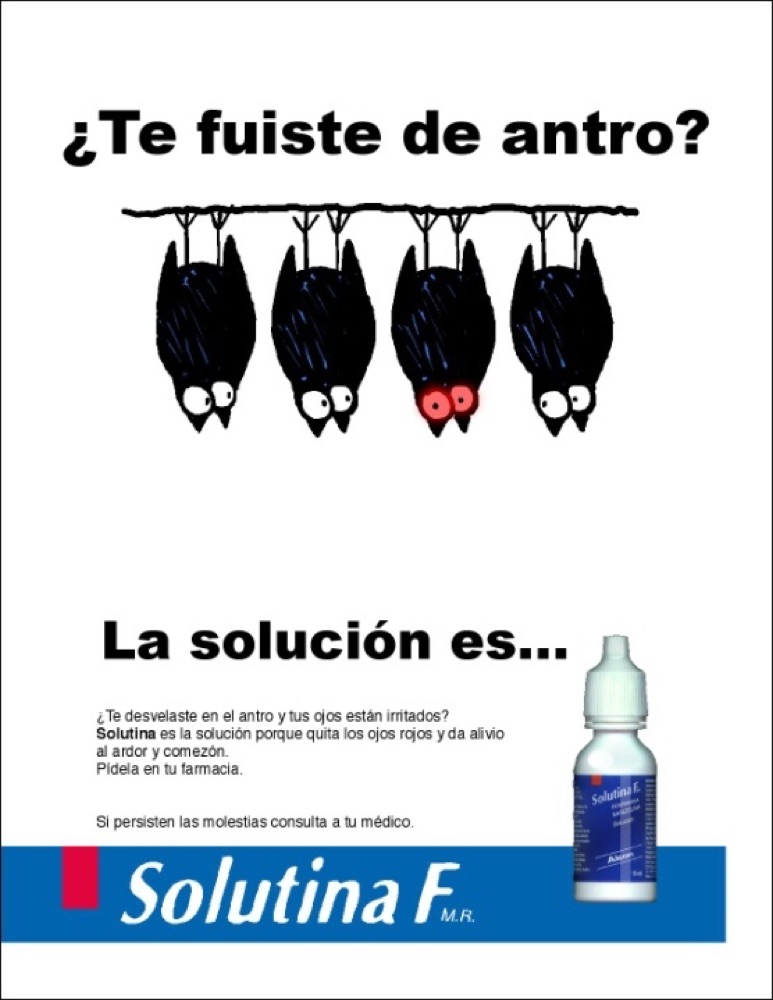 ¿Te fuiste de antro?
La solución es...
¿Te desvelaste en el antro y tus ojos están irritados?
Solutina es la solución porque quita los ojos rojos y da alivio
al ardor y comezón.
Pídela en tu farmacia.
Si persisten las molestias consulta a tu médico.
Solutina F.
Solutina F M.R.